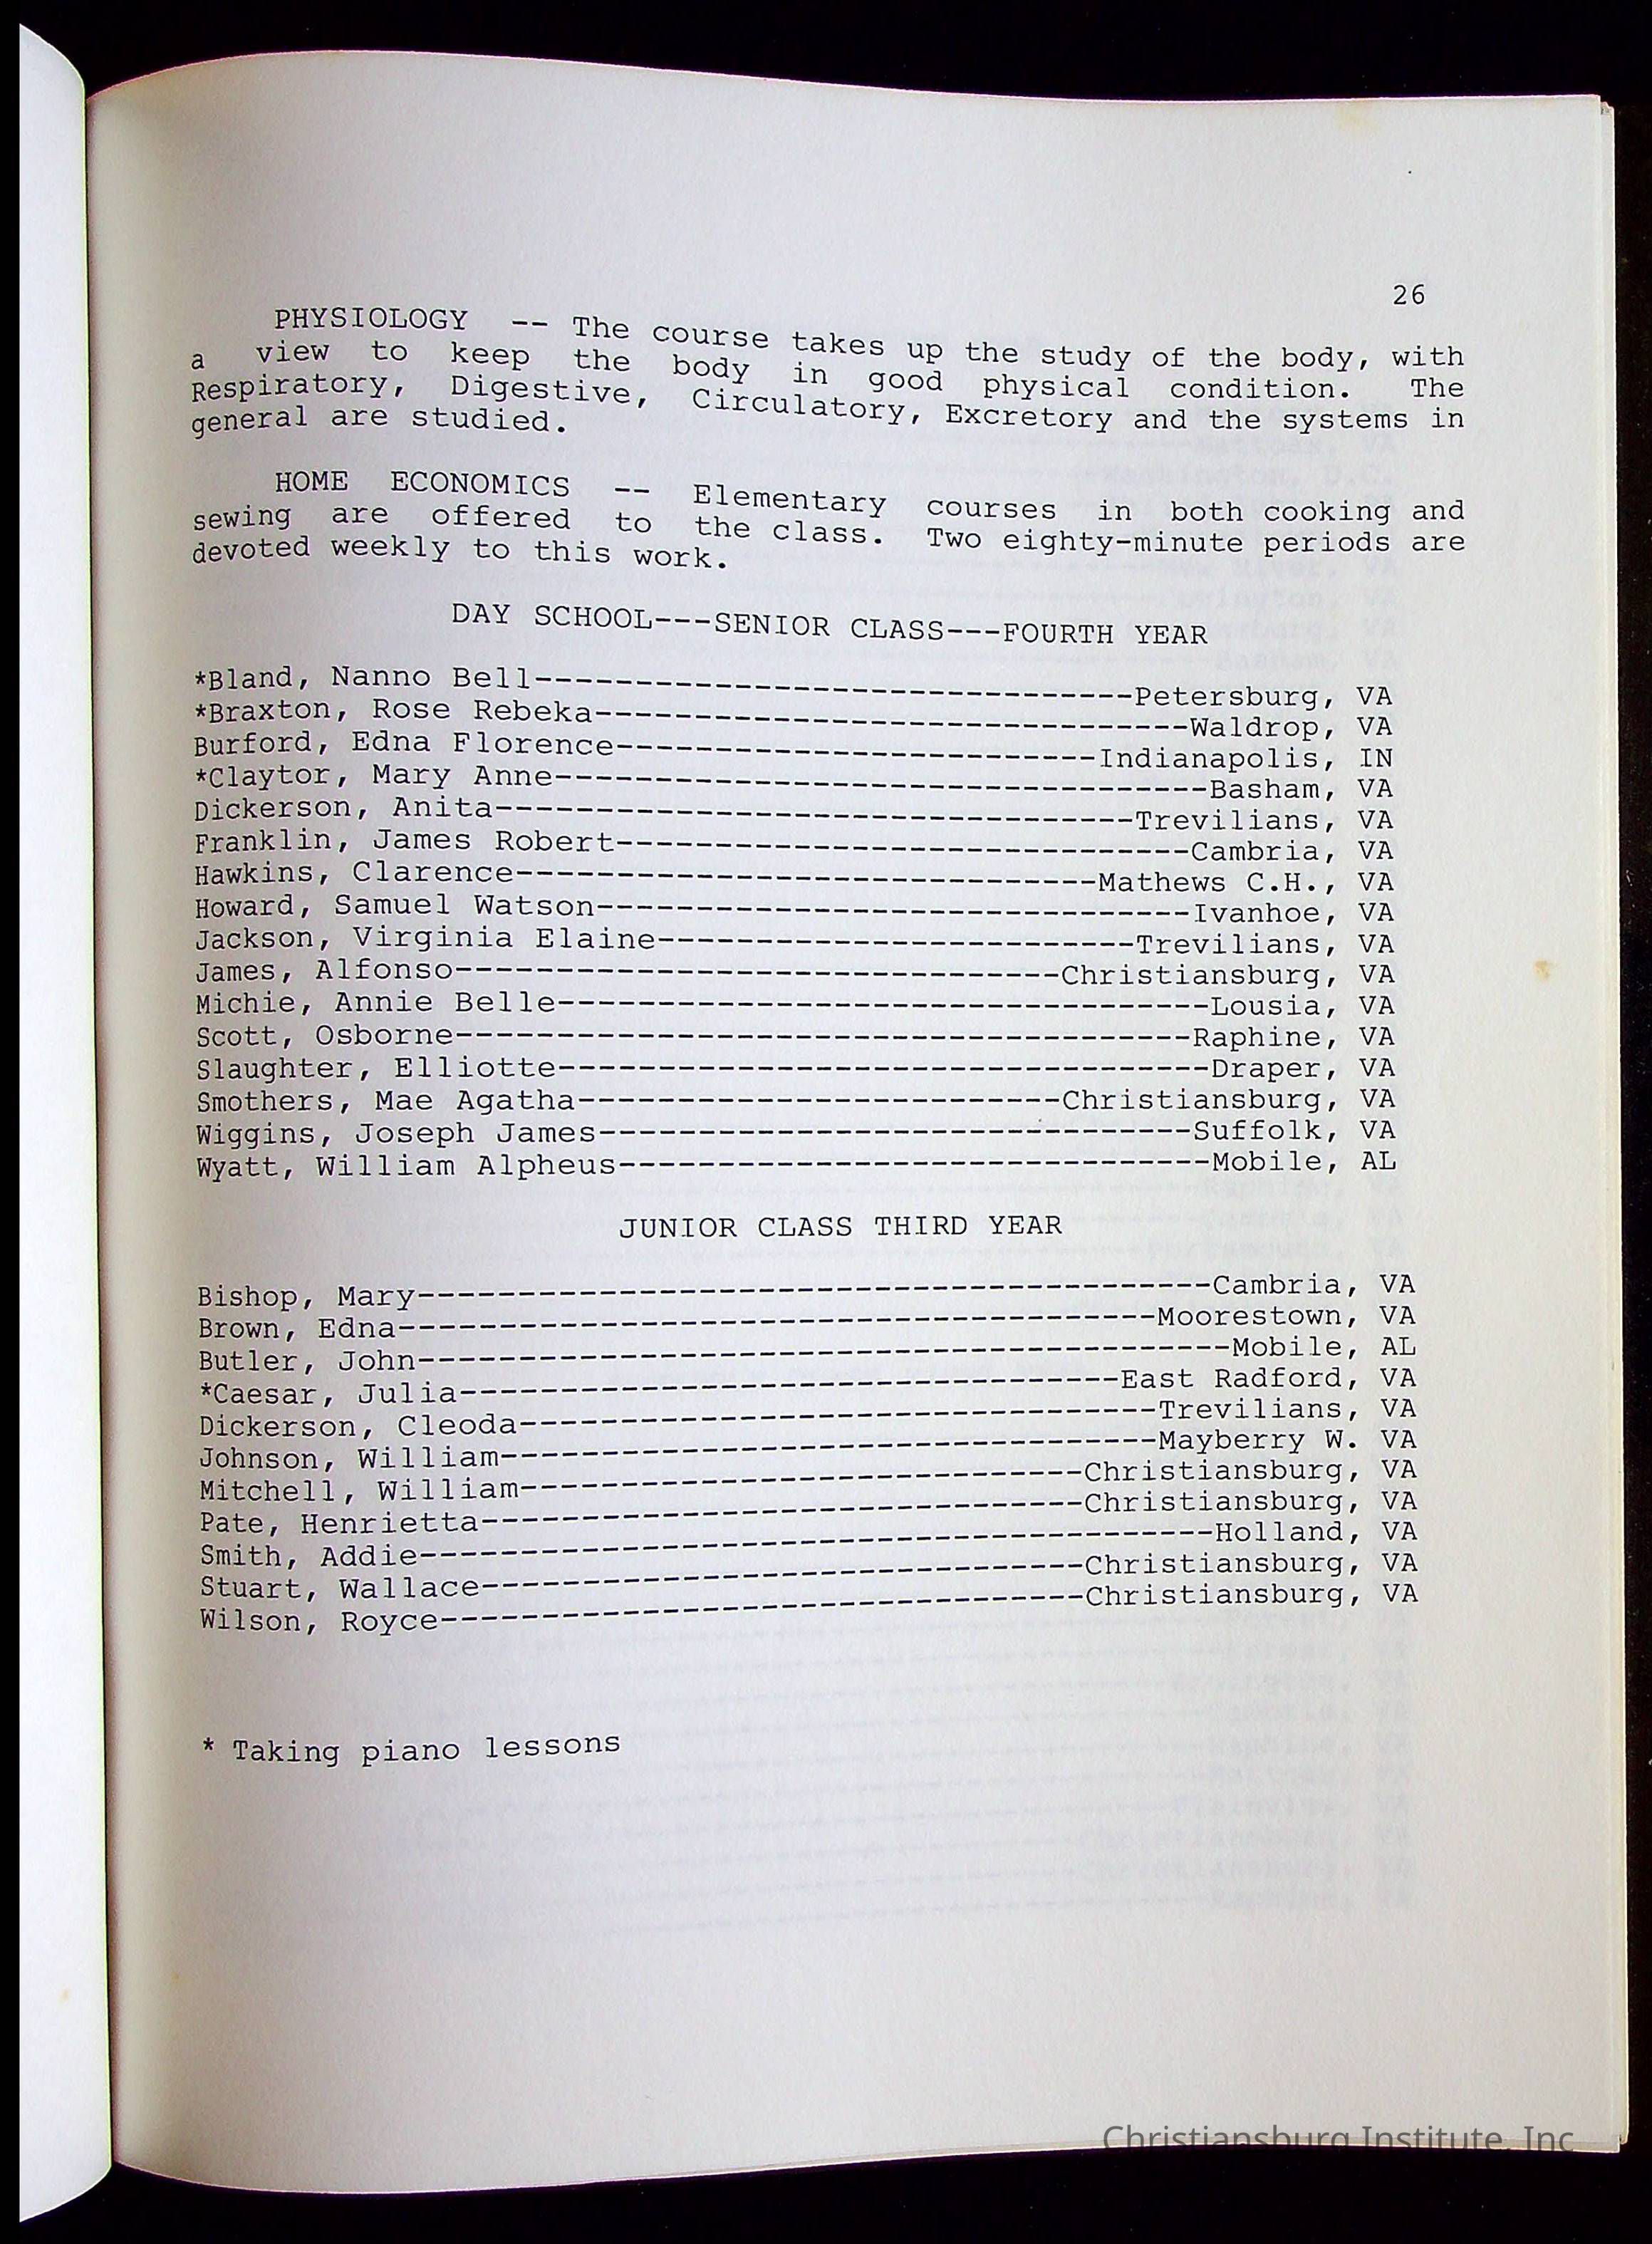 26
PHYSIOLOGY -- The course takes up the study of the body, with
a view to keep the body in good physical condition. The
Respiratory, Digestive, Circulatory, Excretory and the systems in
general are studied.
HOME ECONOMICS -- Elementary courses in both cooking and
sewing are offered to the class. Two eighty-minute periods are
devoted weekly to this work.
DAY SCHOOL---SENIOR CLASS---FOURTH YEAR
*Bland, Nanno Bell------------------------------Petersburg, VA
*Braxton, Rose Rebeka------------------------------Waldrop, VA
Burford, Edna Florence------------------------Indianapolis, IN
*Claytor, Mary Anne---------------------------------Basham, VA
Dickerson, Anita--------------------------------Trevilians, VA
Franklin, James Robert-----------------------------Cambria, VA
Hawkins, Clarence-----------------------------Mathews C.H., VA
Howard, Samuel Watson------------------------------Ivanhoe, VA
Jackson, Virginia Elaine------------------------Trevilians, VA
James, Alfonso------------------------------Christiansburg, VA
Michie, Annie Belle---------------------------------Lousia, VA
Scott, Osborne-------------------------------------Raphine, VA
Slaughter, Elliotte---------------------------------Draper, VA
Smothers, Mae Agatha------------------------Christiansburg, VA
Wiggins, Joseph James------------------------------Suffolk, VA
Wyatt, William Alpheus------------------------------Mobile, AL
JUNIOR CLASS THIRD YEAR
Bishop, Mary----------------------------------------Cambria, VA
Brown, Edna--------------------------------------Moorestown, VA
Butler, John-----------------------------------------Mobile, AL
*Caesar, Julia---------------------------------East Radford, VA
Dickerson, Cleoda--------------------------------Trevilians, VA
Johnson, William---------------------------------Mayberry W. VA
Mitchell, William----------------------------Christiansburg, VA
Pate, Henrietta------------------------------Christiansburg, VA
Smith, Addie----------------------------------------Holland, VA
Stuart, Wallace------------------------------Christiansburg, VA
Wilson, Royce--------------------------------Christiansburg, VA
* Taking piano lessons
Christiansburg Institute, Inc